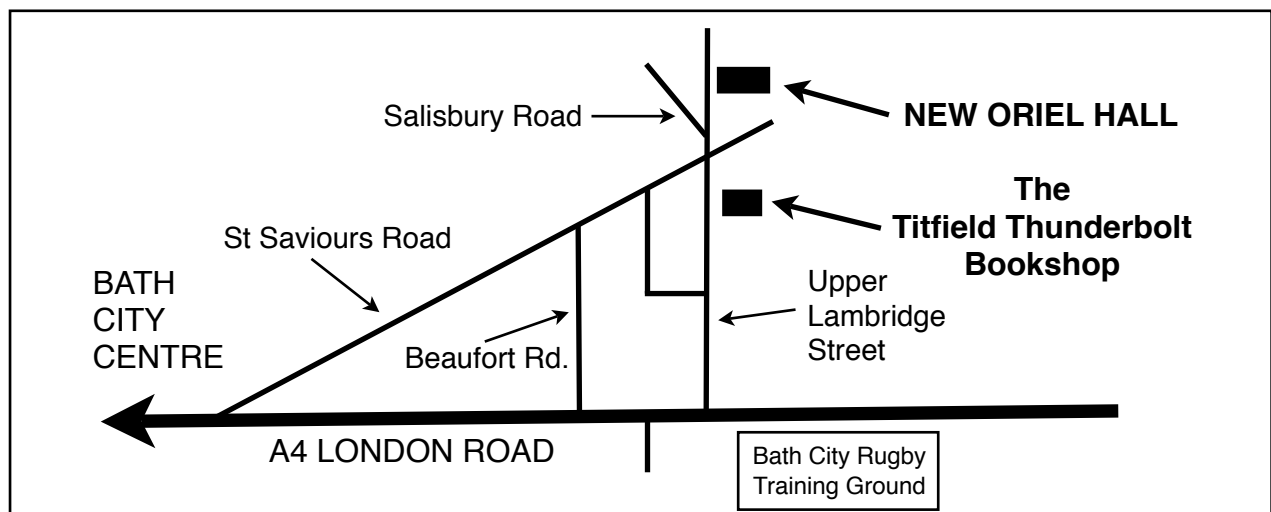 Salisbury Road
NEW ORIEL HALL
The
Titfield Thunderbolt
Bookshop
St Saviours Road
BATH
CITY
CENTRE
Beaufort Rd.
Upper
Lambridge
Street
A4 LONDON ROAD
Bath City Rugby
Training Ground